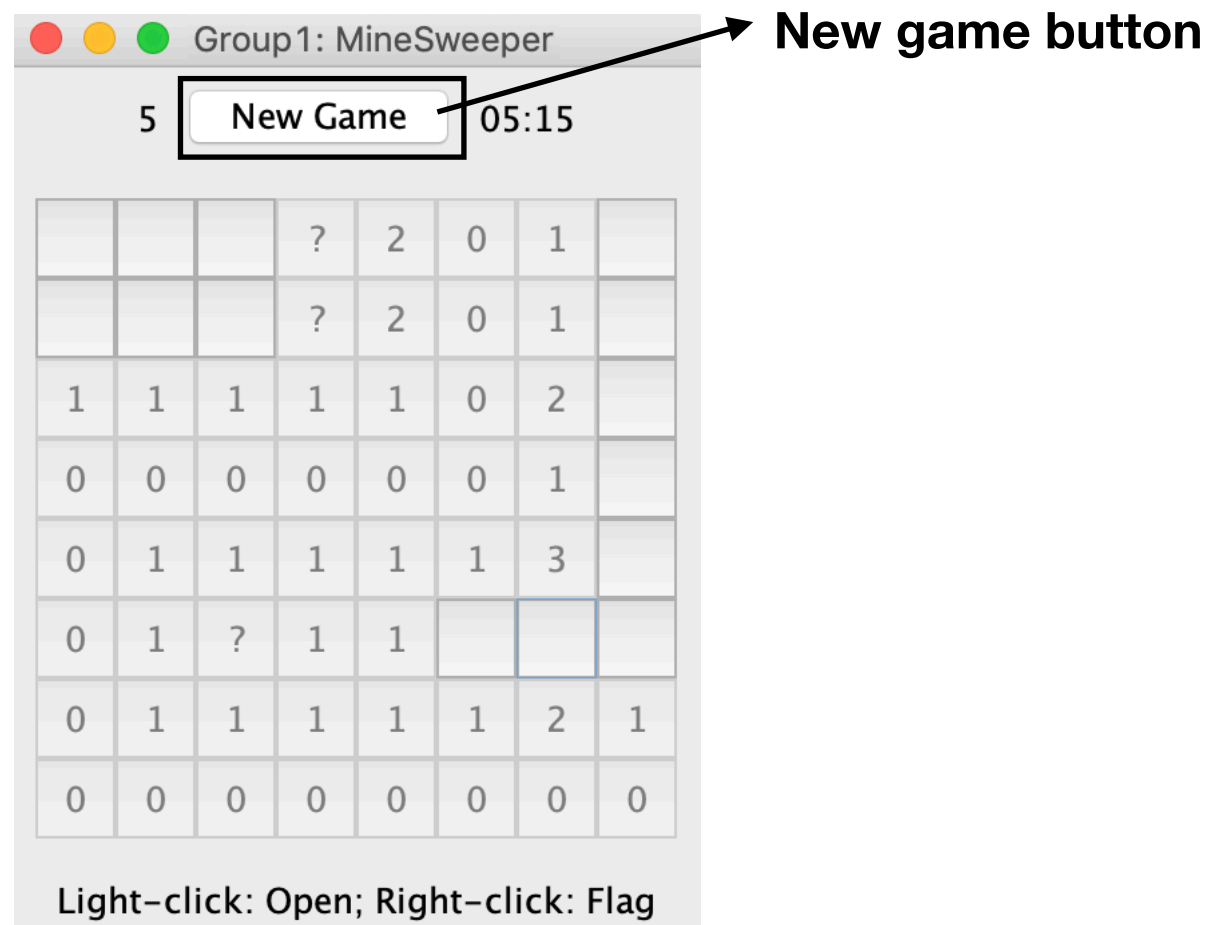 Group1: MineSweeper
New game button
5 New Game 05:15
? 2 0 1
? 2 0 1
1 1 1 1 1 0 2
0 0 0 0 0 0 1
0 1 1 1 1 1 3
0 1 ? 1 1
0 1 1 1 1 1 2 1
0 0 0 0 0 0 0 0
Light-click: Open; Right-click: Flag